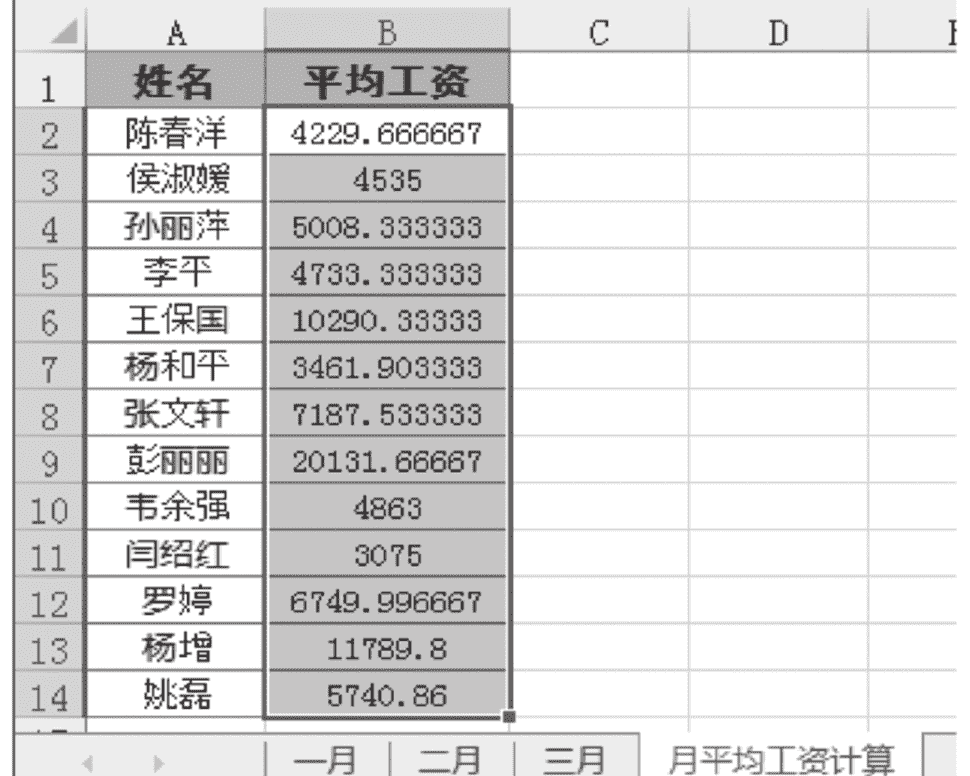 A B C D
1 姓名 平均工资
2 陈春洋 4229.666667
3 侯淑媛 4535
4 孙丽萍 5008.333333
5 李平 4733.333333
6 王保国 10290.33333
7 杨和平 3461.903333
8 张文轩 7187.533333
9 彭丽丽 20131.66667
10 韦余强 4863
11 闫绍红 3075
12 罗婷 6749.996667
13 杨增 11789.8
14 姚磊 5740.86
一月 二月 三月 月平均工资计算